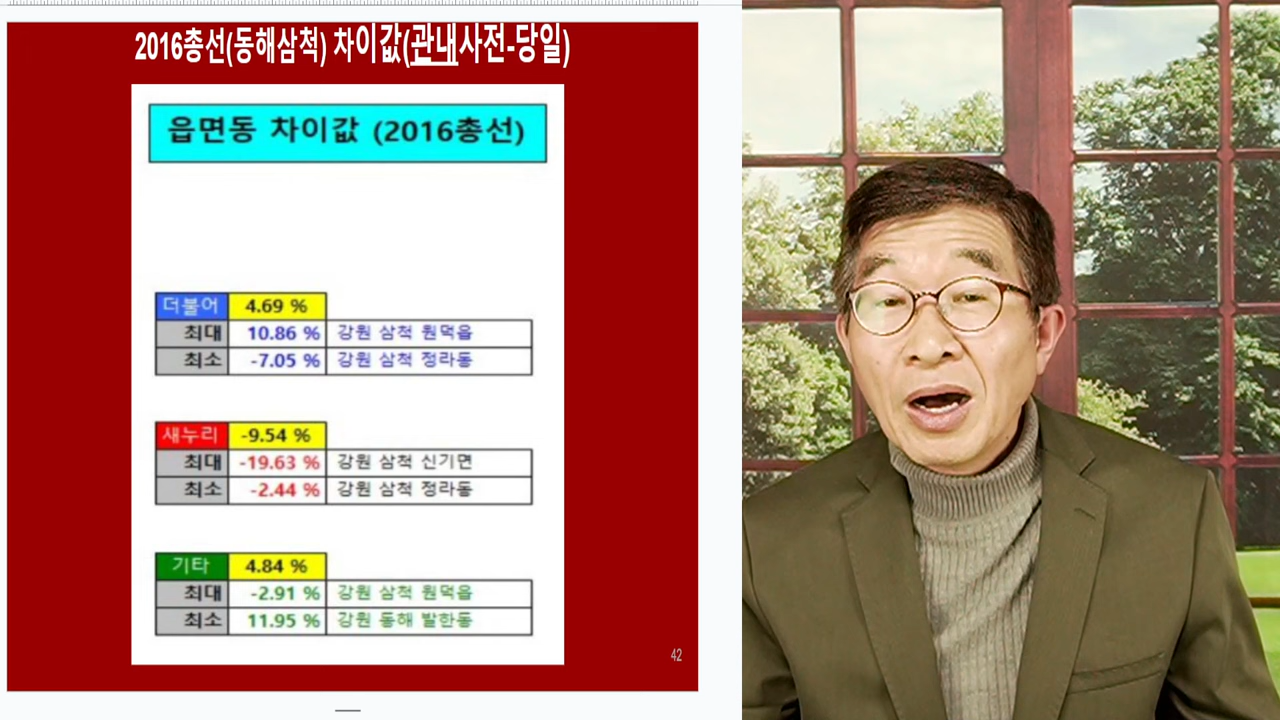 2016총선(동해삼척) 차이값(관내사전-당일)
읍면동 차이값 (2016총선)
더불어 4.69 %
최대 10.86 % 강원 삼척 원덕읍
최소 -7.05 % 강원 삼척 정라동
새누리 -9.54 %
최대 -19.63 % 강원 삼척 신기면
최소 -2.44 % 강원 삼척 정라동
기타 4.84 %
최대 -2.91 % 강원 삼척 원덕읍
최소 11.95 % 강원 동해 발한동
42